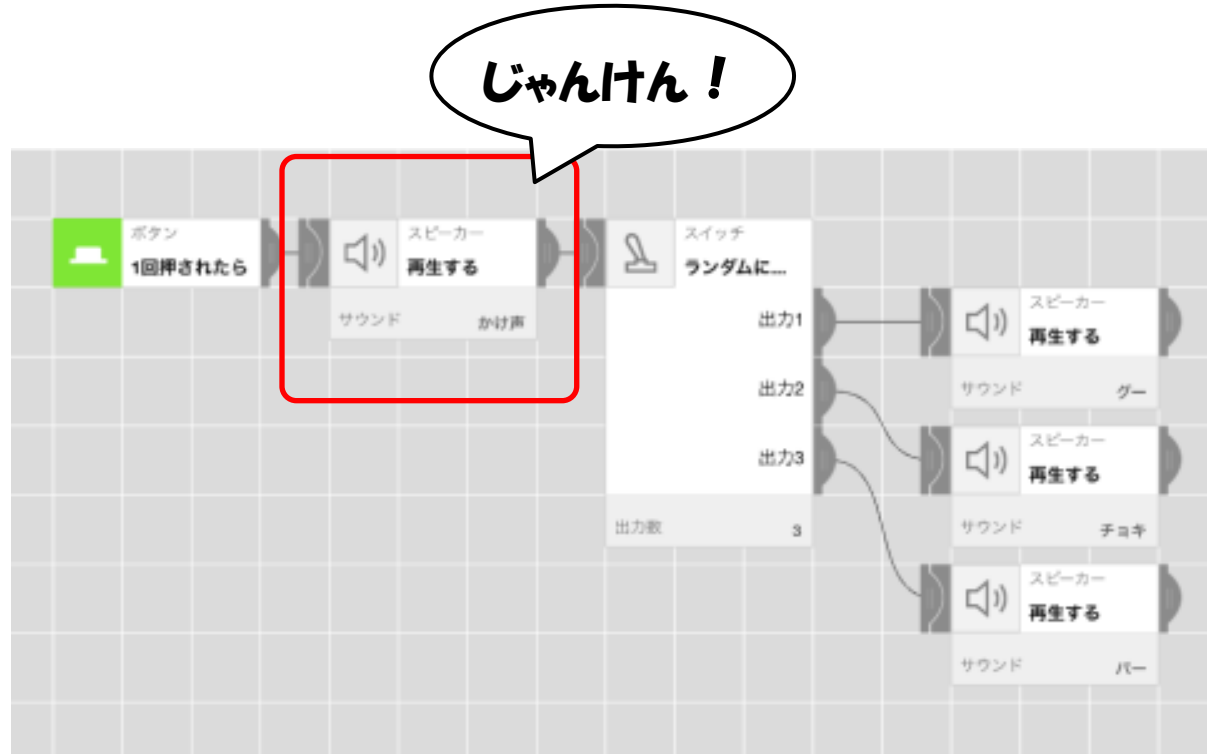 じゃんけん！
ボタン
1回押されたら
スピーカー
再生する
サウンド かけ声
スイッチ
ランダムに...
出力1
出力2
出力3
出力数 3
スピーカー
再生する
サウンド グー
スピーカー
再生する
サウンド チョキ
スピーカー
再生する
サウンド パー